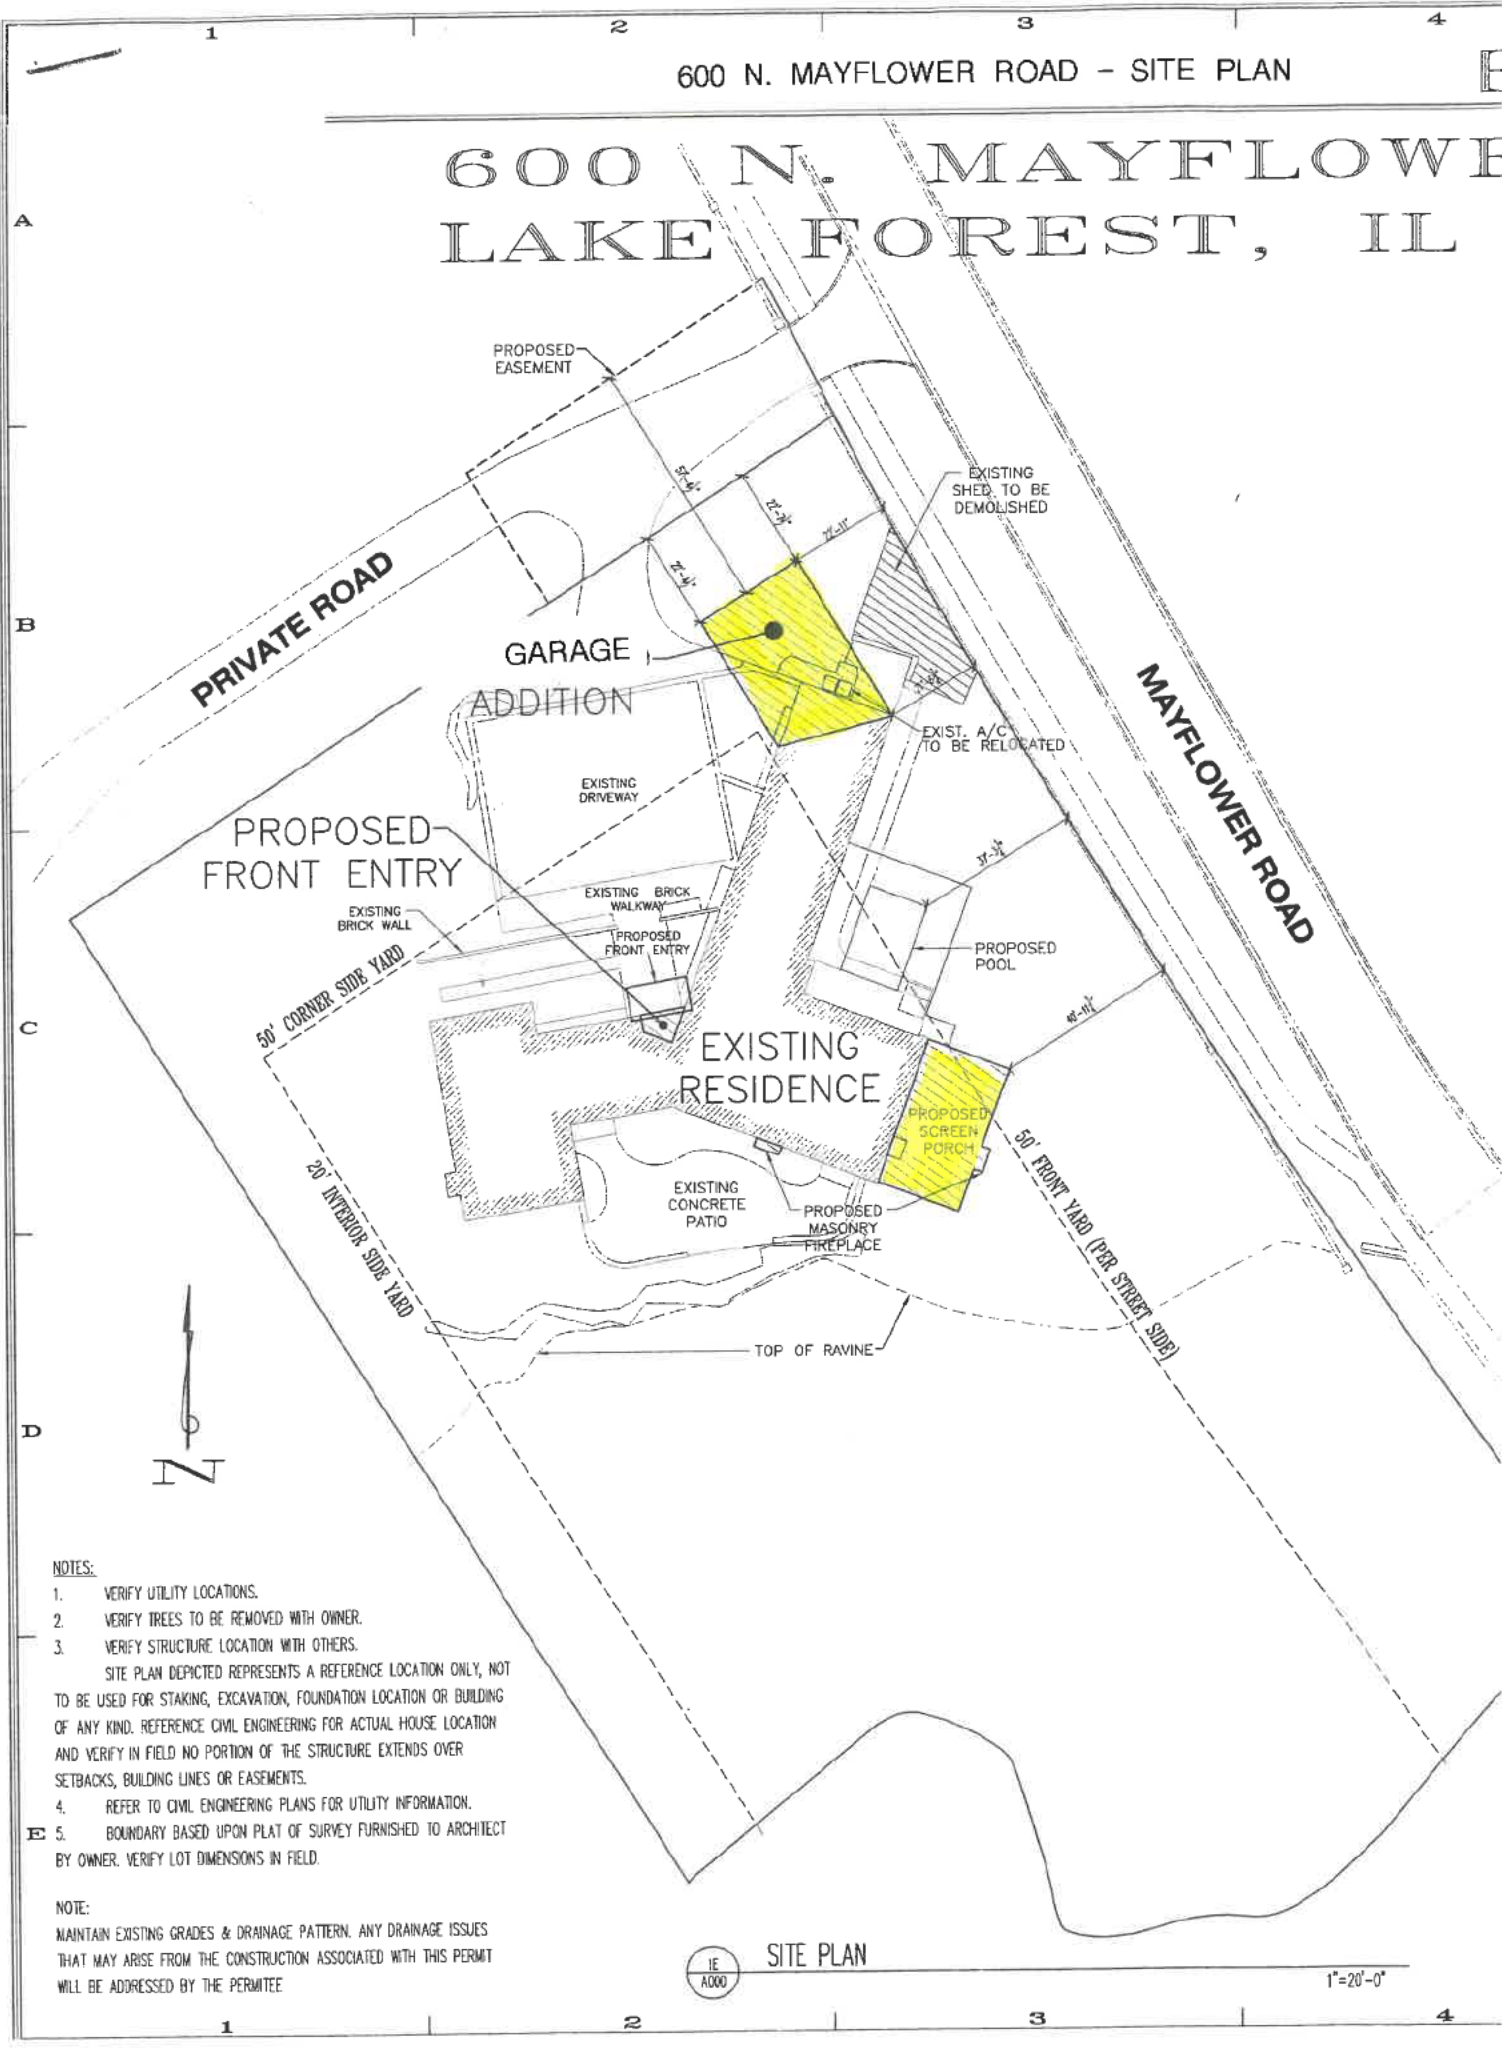 1 2 3 4
600 N. MAYFLOWER ROAD - SITE PLAN
600 N. MAYFLOWE
LAKE FOREST, IL
A
PROPOSED
EASEMENT
EXISTING
SHED TO BE
DEMOLISHED
22'-11"
B
PRIVATE ROAD
GARAGE
ADDITION
MAYFLOWER ROAD
EXIST. A/C
TO BE RELOCATED
EXISTING
DRIVEWAY
PROPOSED
FRONT ENTRY
EXISTING
BRICK WALL
EXISTING BRICK
WALKWAY
PROPOSED
FRONT ENTRY
PROPOSED
POOL
50' CORNER SIDE YARD
C
EXISTING
RESIDENCE
PROPOSED
SCREEN
PORCH
20' INTERIOR SIDE YARD
50' FRONT YARD (PER STREET SIDE)
EXISTING
CONCRETE
PATIO
PROPOSED
MASONRY
FIREPLACE
TOP OF RAVINE
D
N
NOTES:
1. VERIFY UTILITY LOCATIONS.
2. VERIFY TREES TO BE REMOVED WITH OWNER.
3. VERIFY STRUCTURE LOCATION WITH OTHERS.
SITE PLAN DEPICTED REPRESENTS A REFERENCE LOCATION ONLY, NOT
TO BE USED FOR STAKING, EXCAVATION, FOUNDATION LOCATION OR BUILDING
OF ANY KIND. REFERENCE CIVIL ENGINEERING FOR ACTUAL HOUSE LOCATION
AND VERIFY IN FIELD NO PORTION OF THE STRUCTURE EXTENDS OVER
SETBACKS, BUILDING LINES OR EASEMENTS.
4. REFER TO CIVIL ENGINEERING PLANS FOR UTILITY INFORMATION.
E
5. BOUNDARY BASED UPON PLAT OF SURVEY FURNISHED TO ARCHITECT
BY OWNER. VERIFY LOT DIMENSIONS IN FIELD.
NOTE:
MAINTAIN EXISTING GRADES & DRAINAGE PATTERN. ANY DRAINAGE ISSUES
THAT MAY ARISE FROM THE CONSTRUCTION ASSOCIATED WITH THIS PERMIT
WILL BE ADDRESSED BY THE PERMITEE
1E
A000
SITE PLAN
1"=20'-0"
1 2 3 4